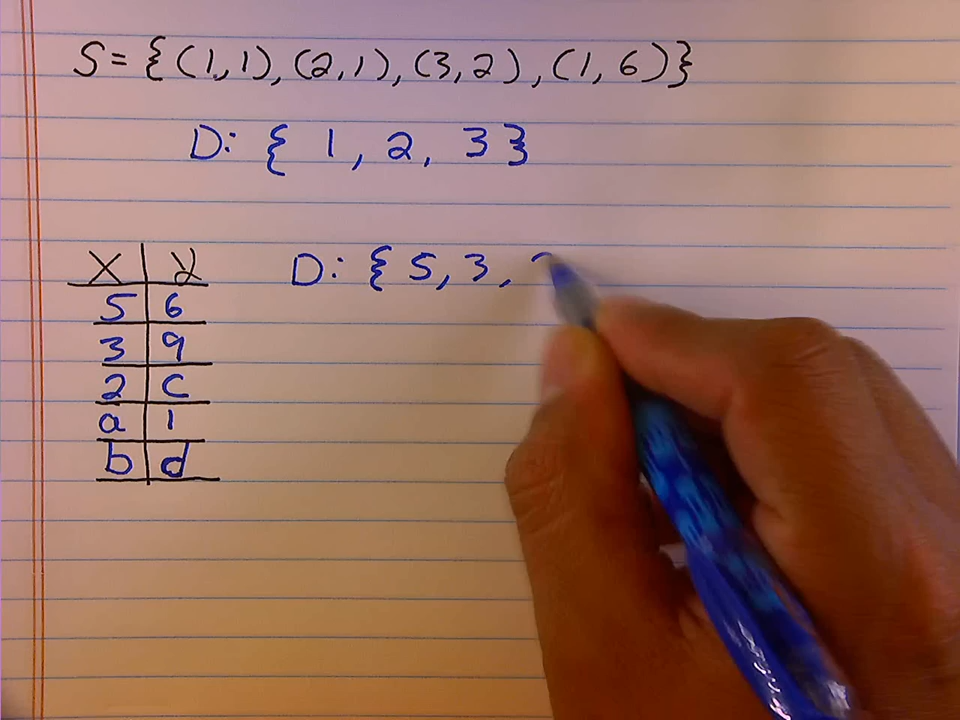 S = {(1,1), (2,1), (3,2), (1,6)}
D: { 1, 2, 3 }
X y D: { 5, 3,
5 6
3 9
2 C
a 1
b d